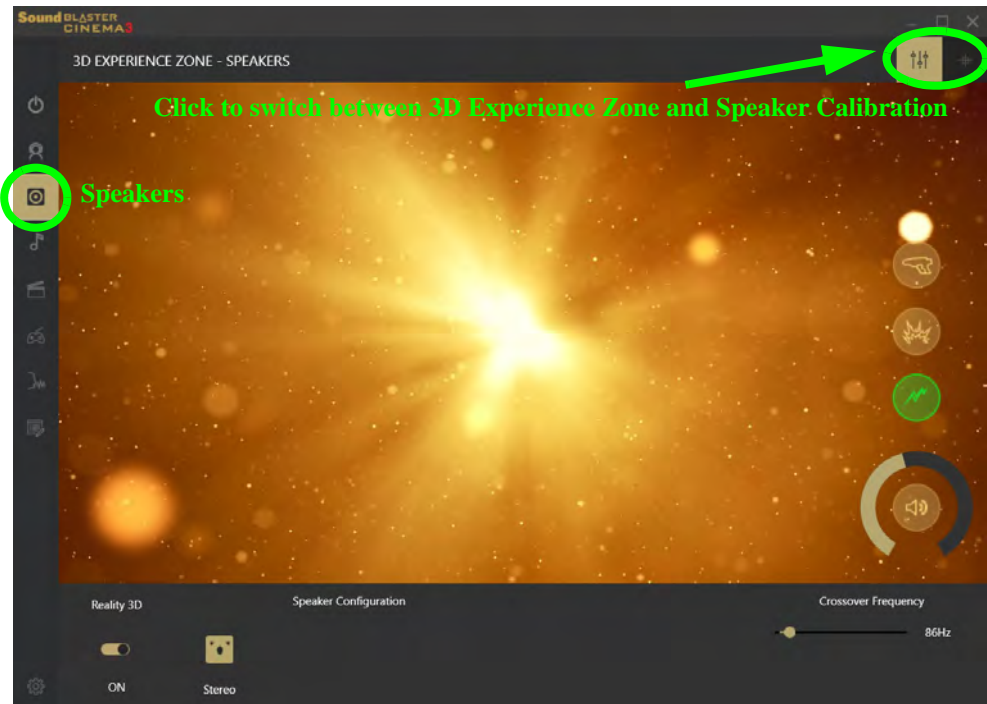 Sound BLASTER
CINEMA3
3D EXPERIENCE ZONE - SPEAKERS
Click to switch between 3D Experience Zone and Speaker Calibration
Speakers
Reality 3D
Speaker Configuration
Crossover Frequency
86Hz
ON
Stereo